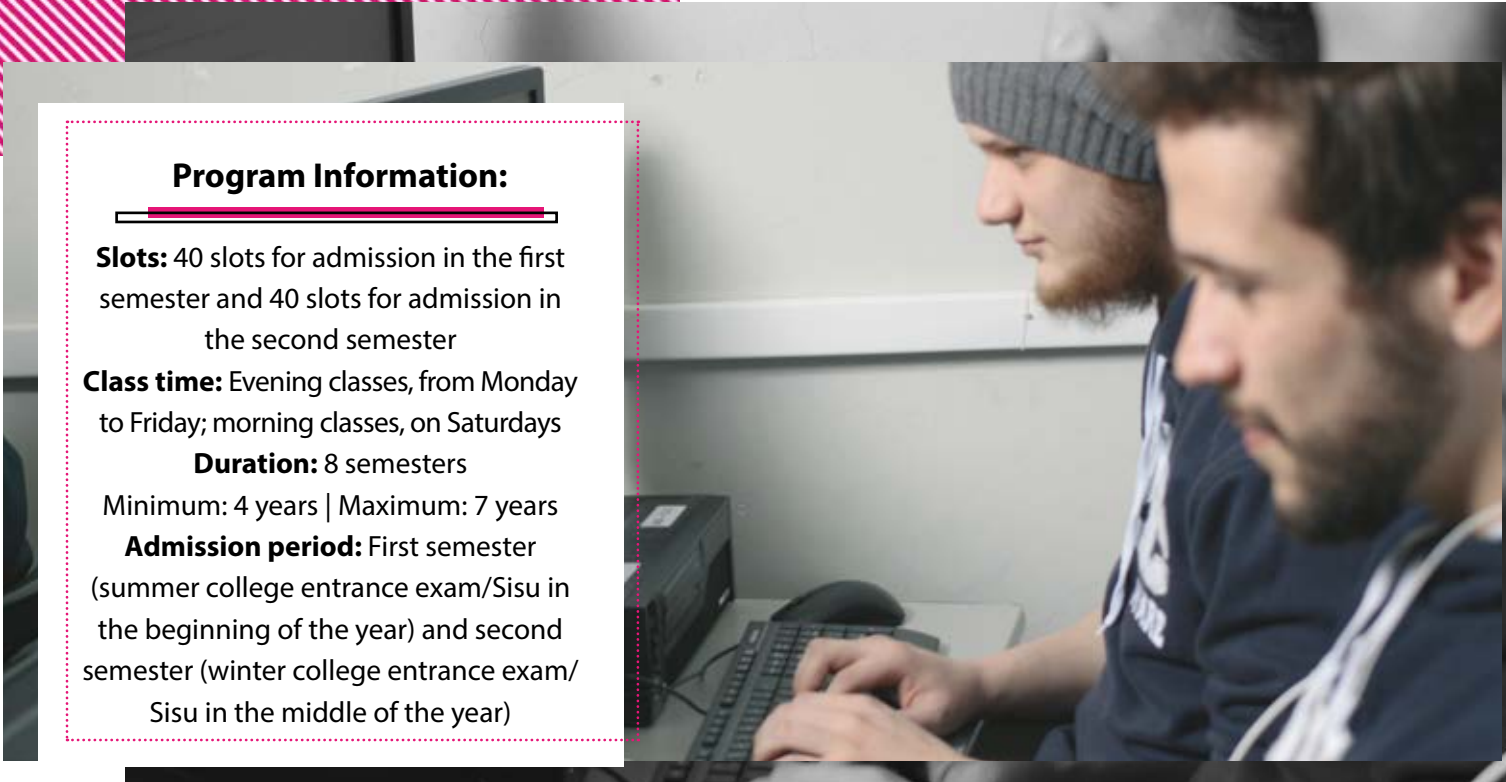 Program Information:
Slots: 40 slots for admission in the first
semester and 40 slots for admission in
the second semester
Class time: Evening classes, from Monday
to Friday; morning classes, on Saturdays
Duration: 8 semesters
Minimum: 4 years | Maximum: 7 years
Admission period: First semester
(summer college entrance exam/Sisu in
the beginning of the year) and second
semester (winter college entrance exam/
Sisu in the middle of the year)